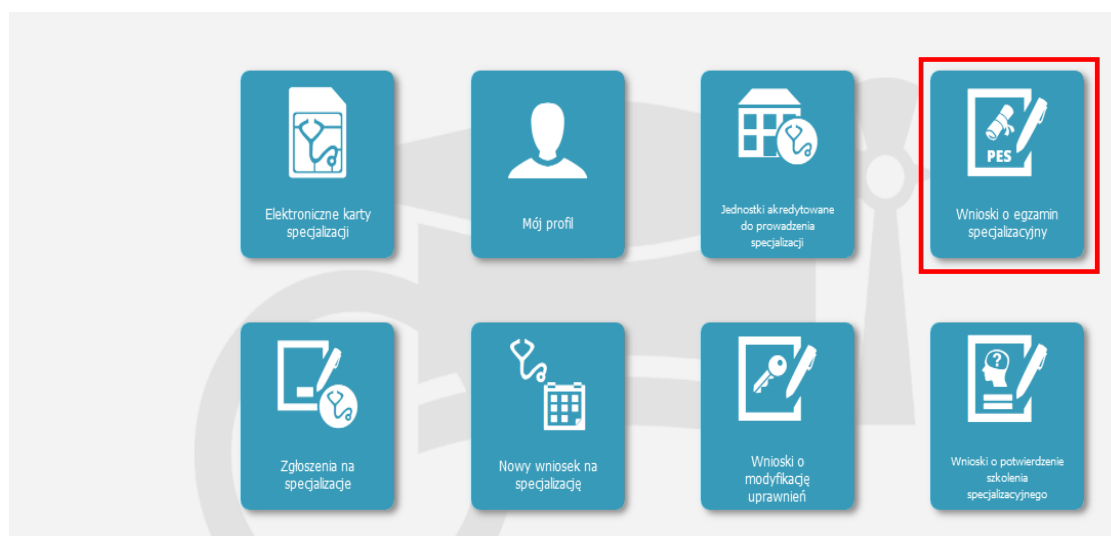 Elektroniczne karty
specjalizacji
Mój profil
Jednostki akredytowane
do prowadzenia
specjalizacji
PES
Wnioski o egzamin
specjalizacyjny
Zgłoszenia na
specjalizacje
Nowy wniosek na
specjalizację
Wnioski o
modyfikację
uprawnień
Wnioski o potwierdzenie
szkolenia
specjalizacyjnego